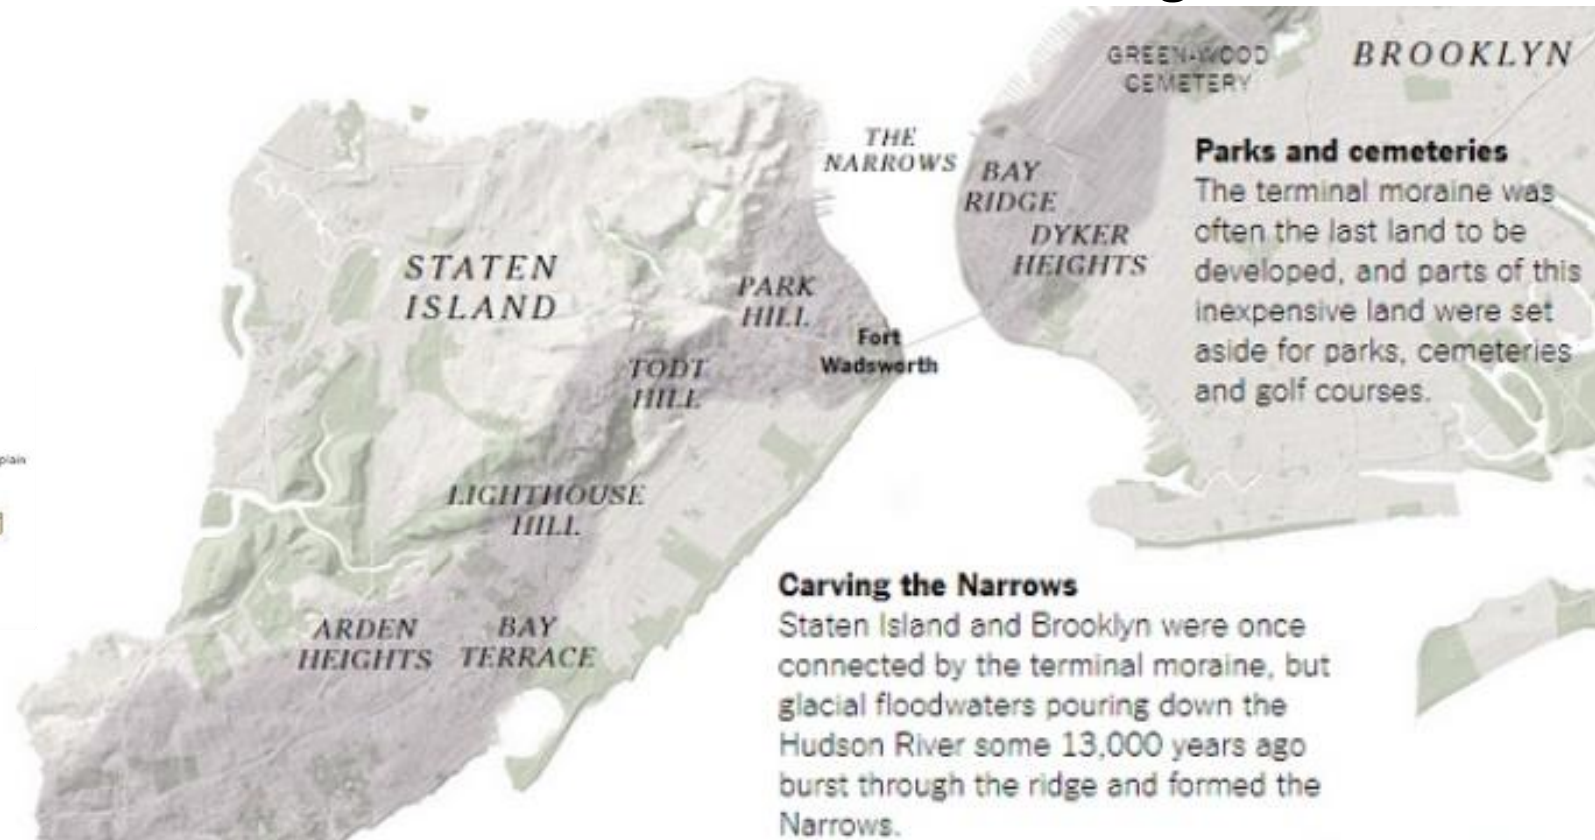 GREEN-WOOD
CEMETERY
BROOKLYN
THE
NARROWS
BAY
RIDGE
DYKER
HEIGHTS
Parks and cemeteries
The terminal moraine was
often the last land to be
developed, and parts of this
inexpensive land were set
aside for parks, cemeteries
and golf courses.
STATEN
ISLAND
PARK
HILL
Fort
Wadsworth
TODT
HILL
plain
LIGHTHOUSE
HILL
ARDEN
HEIGHTS
BAY
TERRACE
Carving the Narrows
Staten Island and Brooklyn were once
connected by the terminal moraine, but
glacial floodwaters pouring down the
Hudson River some 13,000 years ago
burst through the ridge and formed the
Narrows.